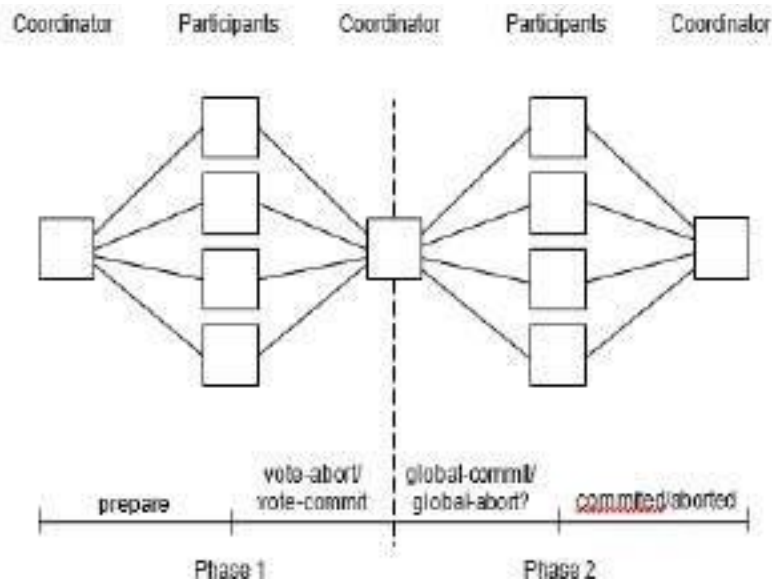 Coordinator Participants Coordinator Participants Coordinator
vote-abort/ global-commit/
prepare vote-commit global-abort? commited/aborted
Phase 1 Phase 2